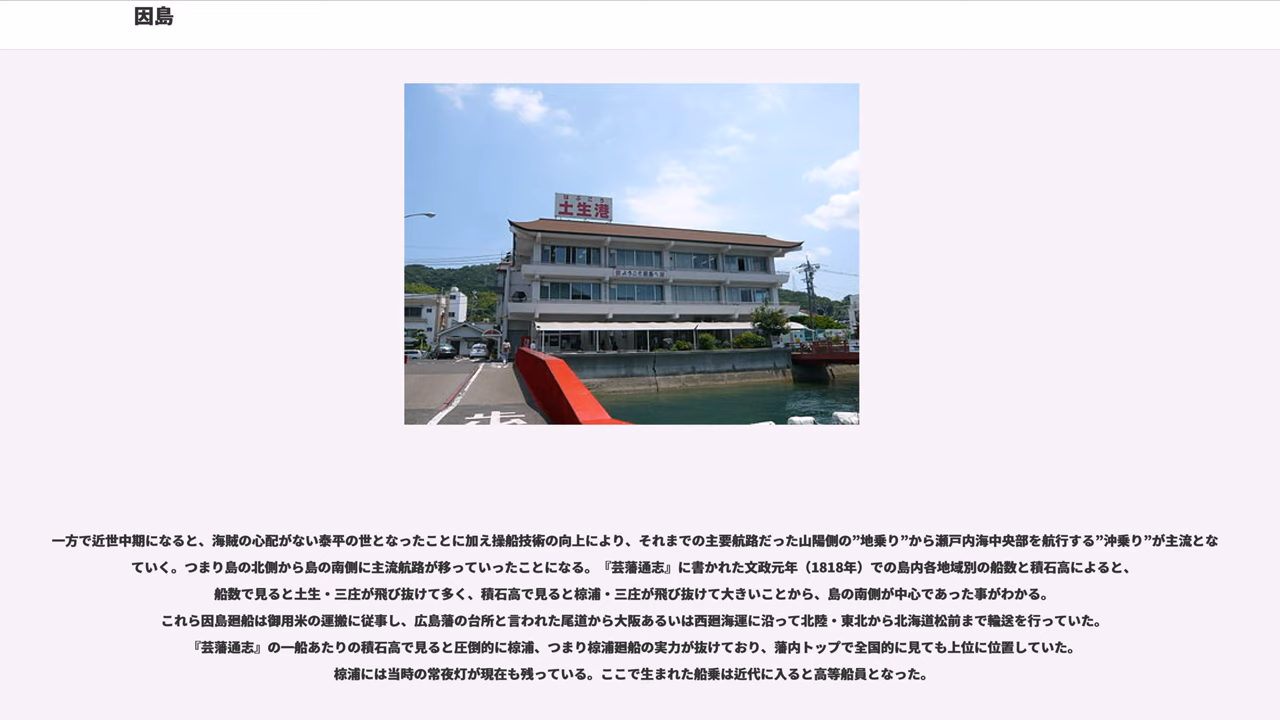 因島
はぶこう
土生港
ようこそ因島へ
歩
一方で近世中期になると、海賊の心配がない泰平の世となったことに加え操船技術の向上により、それまでの主要航路だった山陽側の”地乗り”から瀬戸内海中央部を航行する”沖乗り”が主流とな
ていく。つまり島の北側から島の南側に主流航路が移っていったことになる。『芸藩通志』に書かれた文政元年（1818年）での島内各地域別の船数と積石高によると、
船数で見ると土生・三庄が飛び抜けて多く、積石高で見ると椋浦・三庄が飛び抜けて大きいことから、島の南側が中心であった事がわかる。
これら因島廻船は御用米の運搬に従事し、広島藩の台所と言われた尾道から大阪あるいは西廻海運に沿って北陸・東北から北海道松前まで輸送を行っていた。
『芸藩通志』の一船あたりの積石高で見ると圧倒的に椋浦、つまり椋浦廻船の実力が抜けており、藩内トップで全国的に見ても上位に位置していた。
椋浦には当時の常夜灯が現在も残っている。ここで生まれた船乗は近代に入ると高等船員となった。